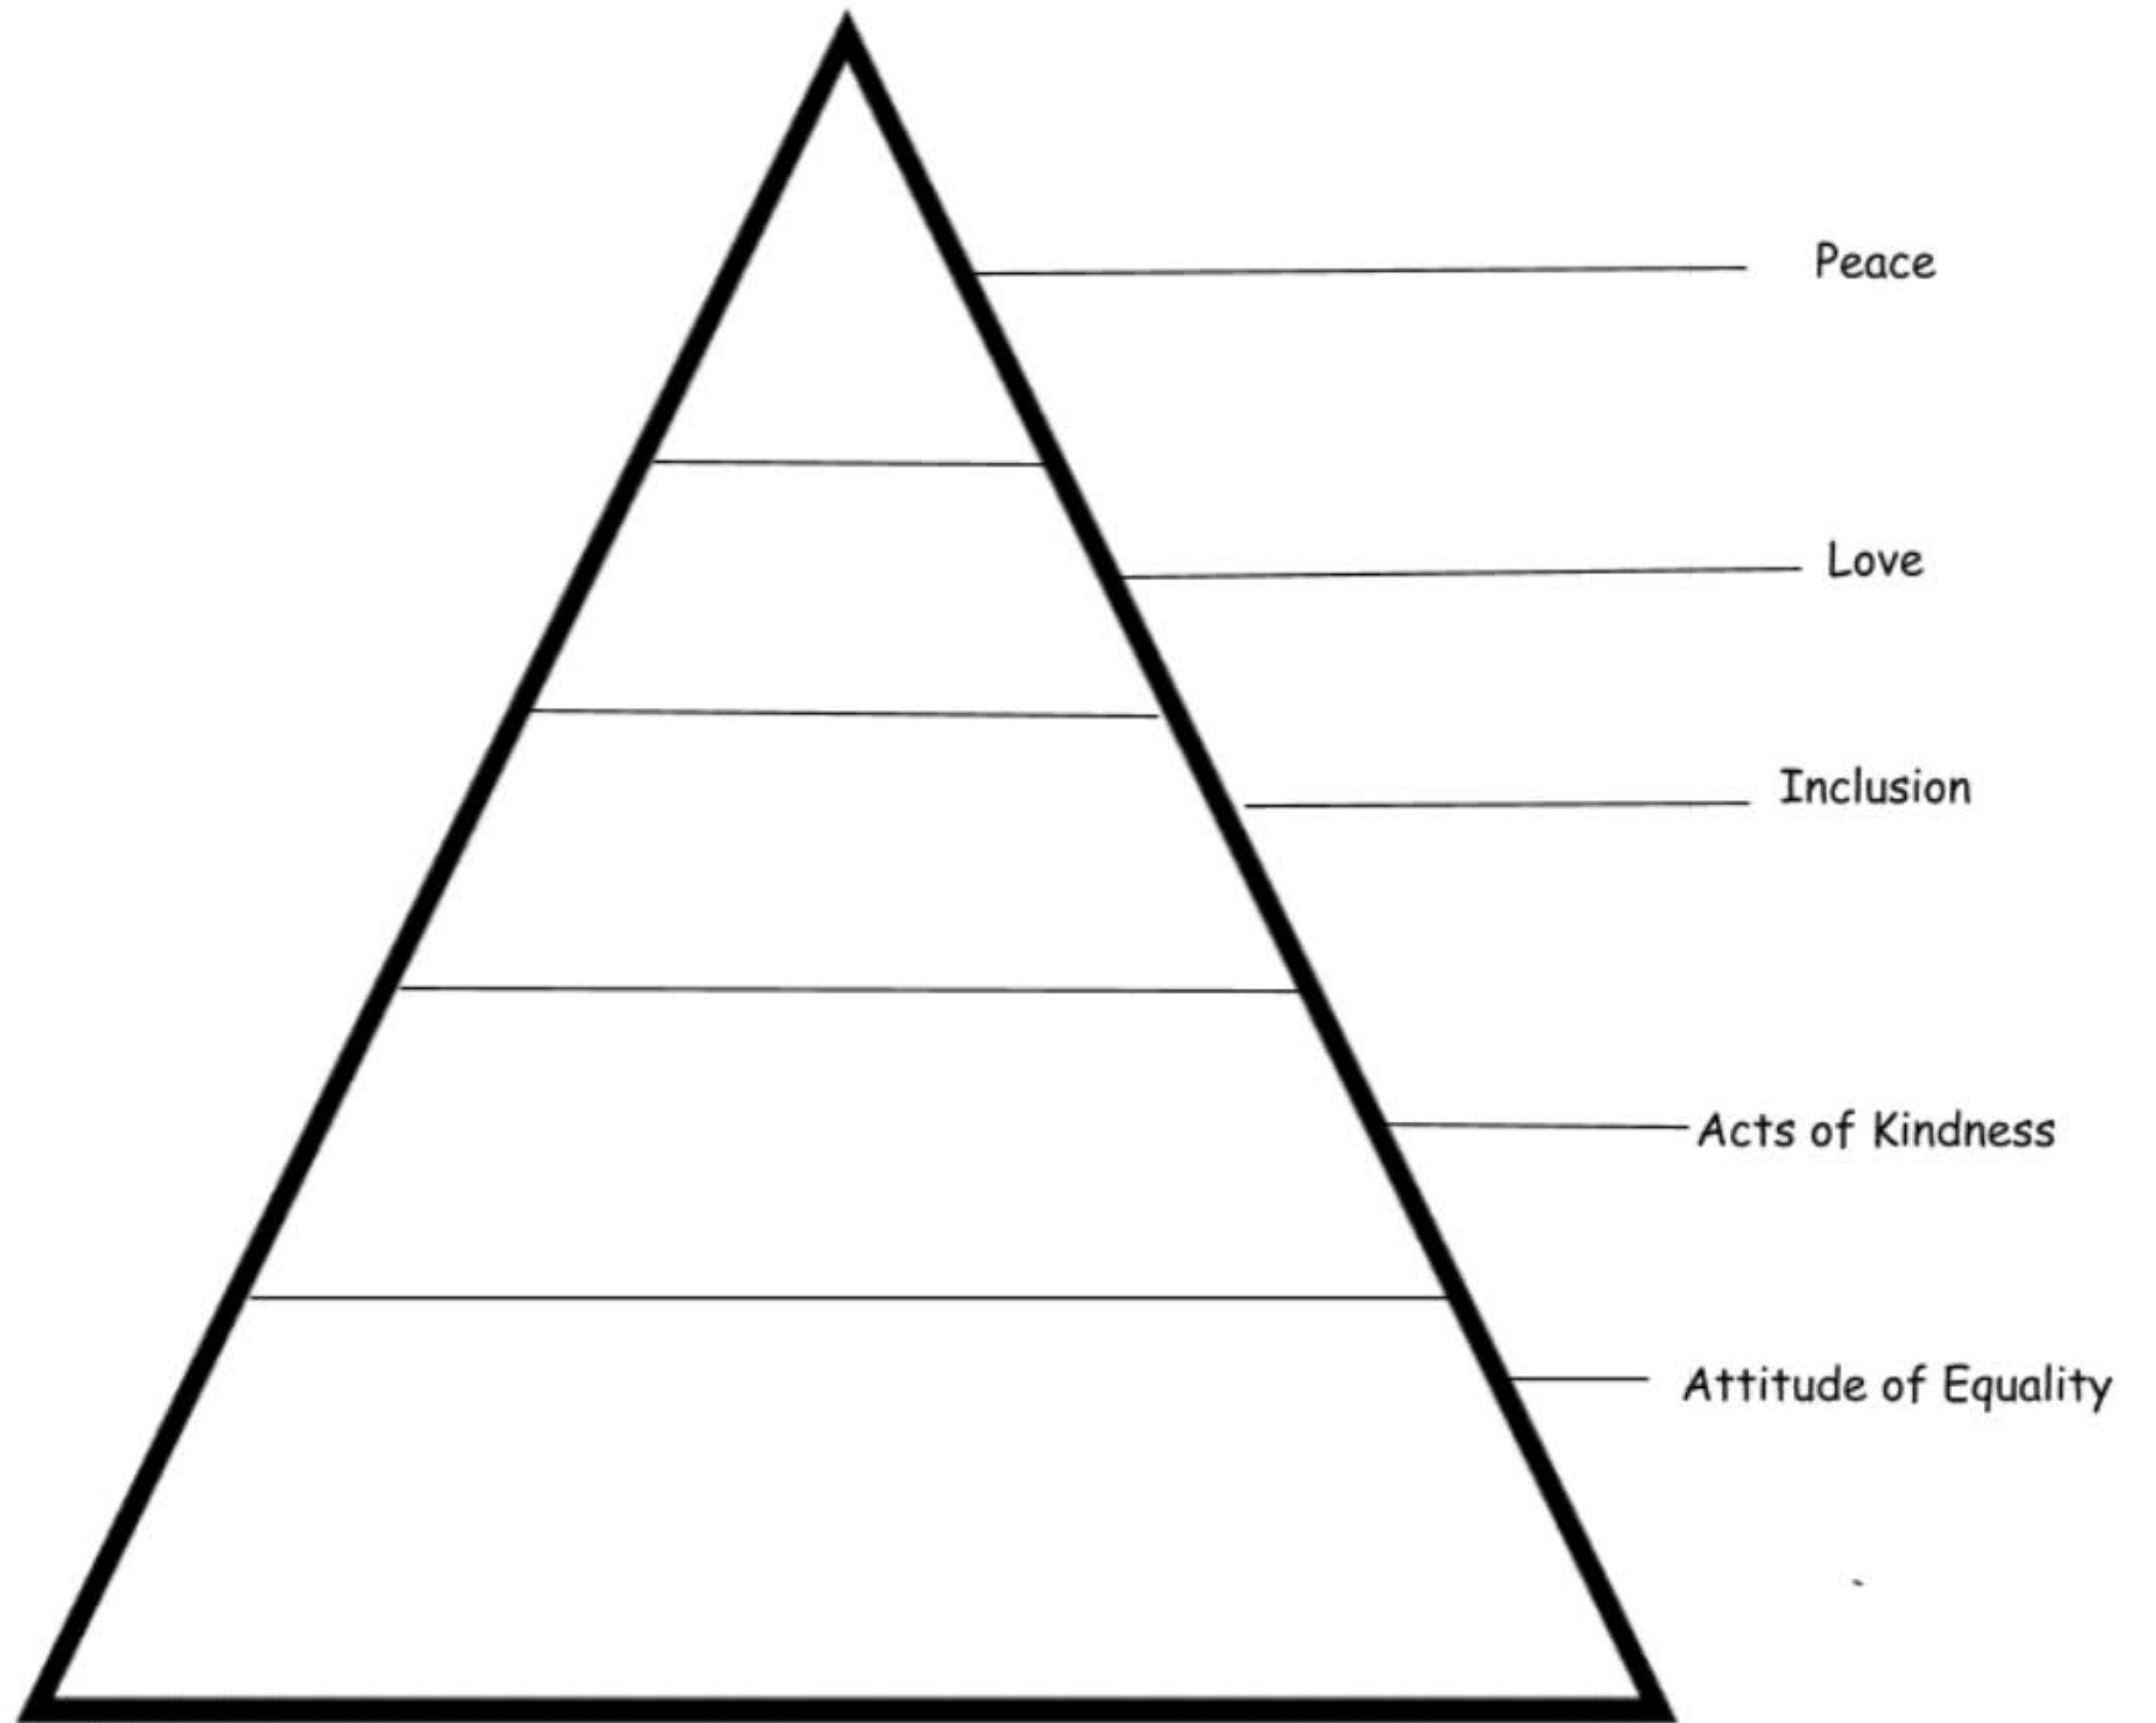 Peace
Love
Inclusion
Acts of Kindness
Attitude of Equality